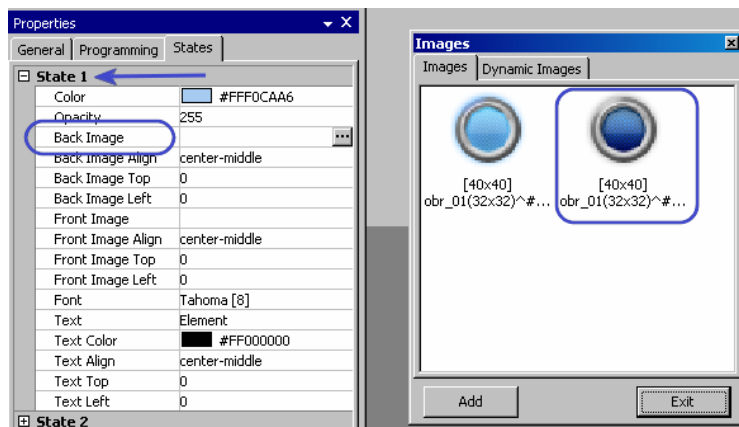 Properties
General Programming States
State 1
Color #FFF0CAA6
Opacity 255
Back Image ...
Back Image Align center-middle
Back Image Top 0
Back Image Left 0
Front Image
Front Image Align center-middle
Front Image Top 0
Front Image Left 0
Font Tahoma [8]
Text Element
Text Color #FF000000
Text Align center-middle
Text Top 0
Text Left 0
State 2
Images
Images Dynamic Images
[40x40] [40x40]
obr_01(32x32)^#... obr_01(32x32)^#...
Add Exit